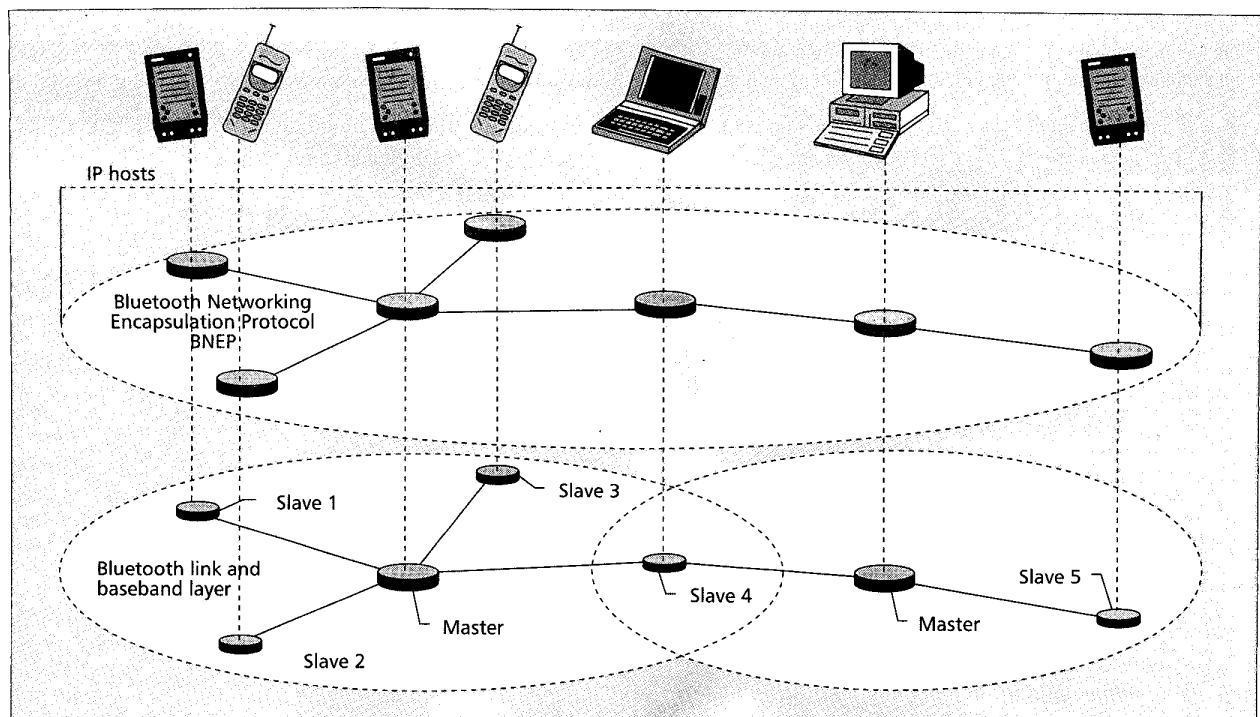 IP hosts
Bluetooth Networking
Encapsulation Protocol
BNEP
Slave 1
Slave 3
Bluetooth link and
baseband layer
Slave 4
Slave 5
Master
Master
Slave 2